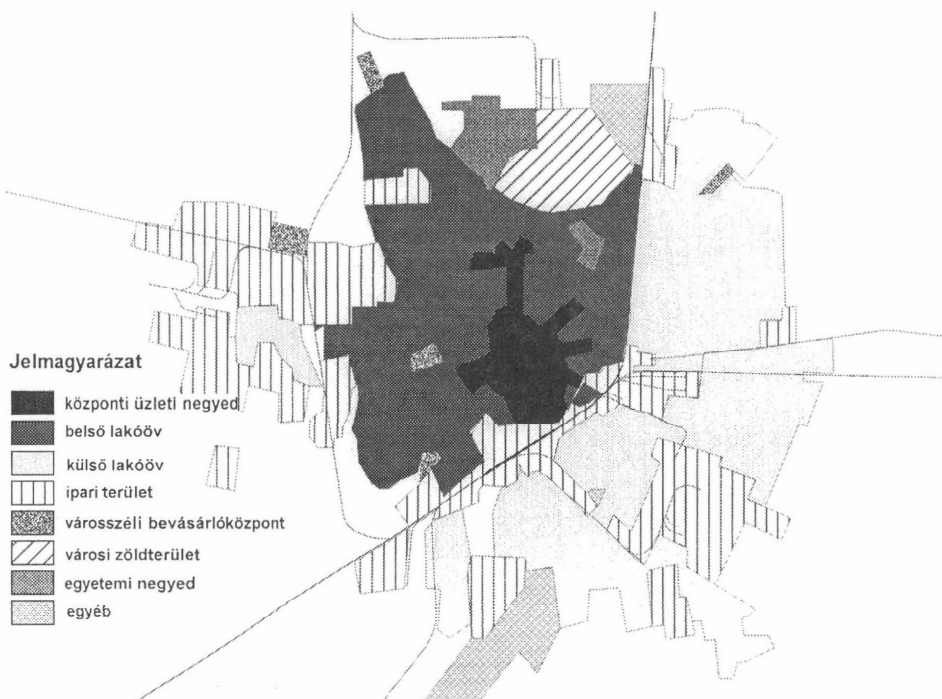 Jelmagyarázat
központi üzleti negyed
belső lakóöv
külső lakóöv
ipari terület
városszéli bevásárlóközpont
városi zöldterület
egyetemi negyed
egyéb